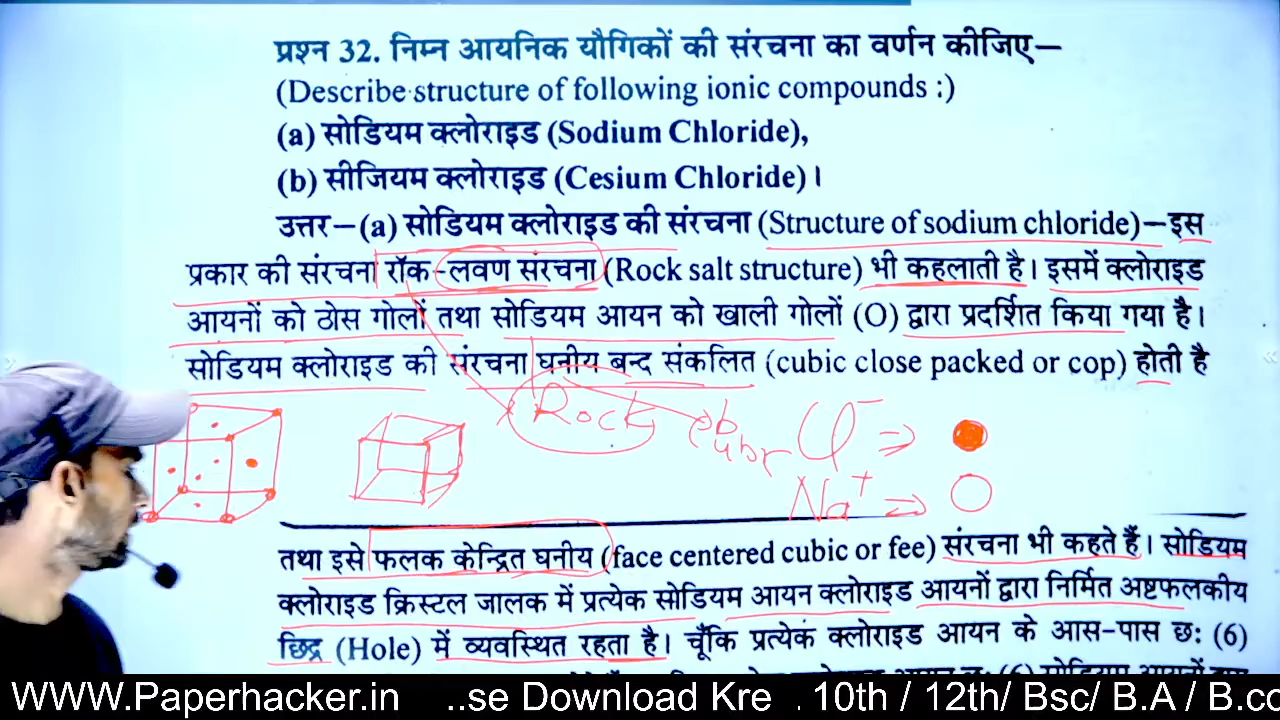 प्रश्न 32. निम्न आयनिक यौगिकों की संरचना का वर्णन कीजिए—
(Describe structure of following ionic compounds :)
(a) सोडियम क्लोराइड (Sodium Chloride),
(b) सीजियम क्लोराइड (Cesium Chloride)।
उत्तर—(a) सोडियम क्लोराइड की संरचना (Structure of sodium chloride)—इस
प्रकार की संरचना रॉक-लवण संरचना (Rock salt structure) भी कहलाती है। इसमें क्लोराइड
आयनों को ठोस गोलों तथा सोडियम आयन को खाली गोलों (O) द्वारा प्रदर्शित किया गया है।
सोडियम क्लोराइड की संरचना घनीय बन्द संकलित (cubic close packed or cop) होती है
Rock Cl⁻ ⇒
Na⁺ ⇒
तथा इसे फलक केन्द्रित घनीय (face centered cubic or fee) संरचना भी कहते हैं। सोडियम
क्लोराइड क्रिस्टल जालक में प्रत्येक सोडियम आयन क्लोराइड आयनों द्वारा निर्मित अष्टफलकीय
छिद्र (Hole) में व्यवस्थित रहता है। चूँकि प्रत्येक क्लोराइड आयन के आस-पास छः (6)
WWW.Paperhacker.in ..se Download Kre . 10th / 12th/ Bsc/ B.A / B.co